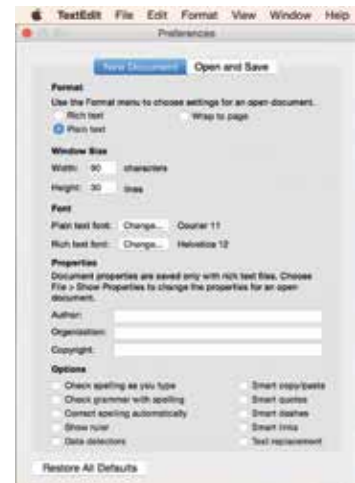 TextEdit File Edit Format View Window Help
Preferences
New Document Open and Save
Format
Use the Format menu to choose settings for an open document.
Rich text Wrap to page
Plain text
Window Size
Width: 90 characters
Height: 30 lines
Font
Plain text font: Change... Courier 11
Rich text font: Change... Helvetica 12
Properties
Document properties are saved only with rich text files. Choose
File > Show Properties to change the properties for an open
document.
Author:
Organization:
Copyright:
Options
Check spelling as you type Smart copy/paste
Check grammar with spelling Smart quotes
Correct spelling automatically Smart dashes
Show ruler Smart links
Data detectors Text replacement
Restore All Defaults